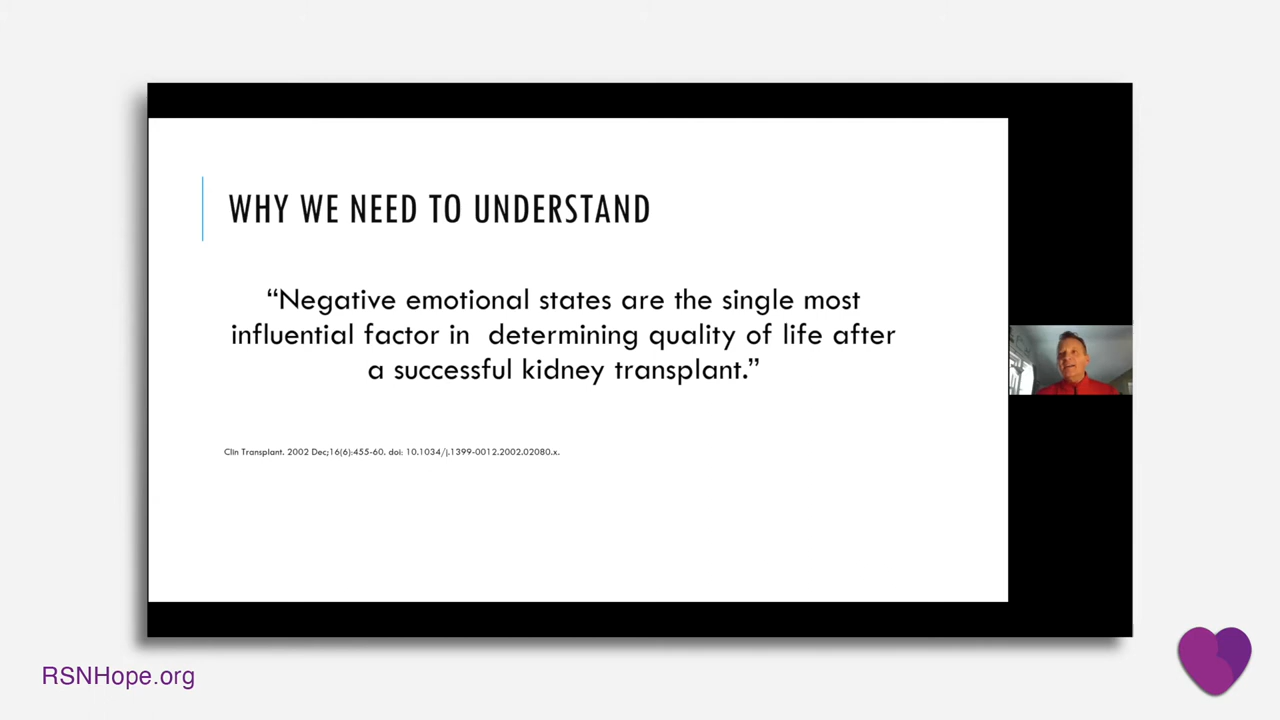 WHY WE NEED TO UNDERSTAND
“Negative emotional states are the single most
influential factor in  determining quality of life after
a successful kidney transplant.”
Clin Transplant. 2002 Dec;16(6):455-60. doi: 10.1034/j.1399-0012.2002.02080.x.
RSNHope.org